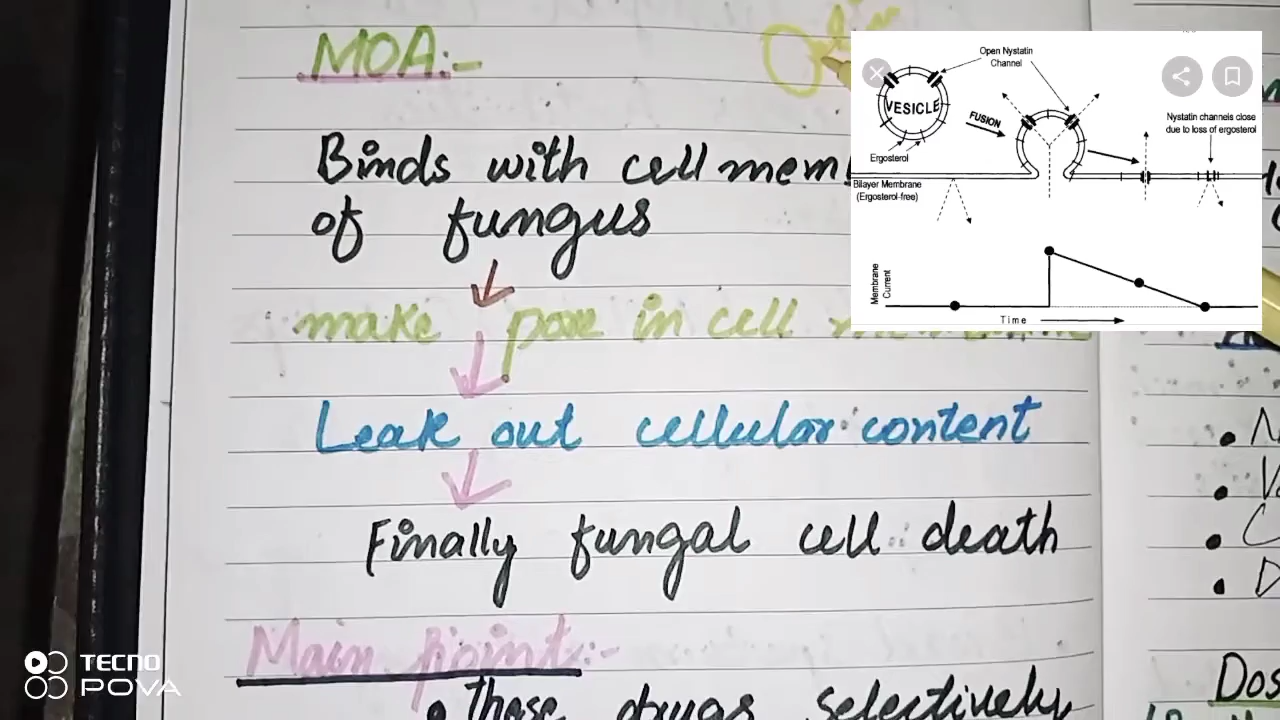 MOA:-
Binds with cell mem
of fungus
make pore in cell
Leak out cellular content
Finally fungal cell death
Main point:-
These drugs selectively
Open Nystatin
Channel
VESICLE
FUSION
Ergosterol
Nystatin channels close
due to loss of ergosterol
Bilayer Membrane
(Ergosterol-free)
Membrane
Current
Time
Dos
TECNO
POVA